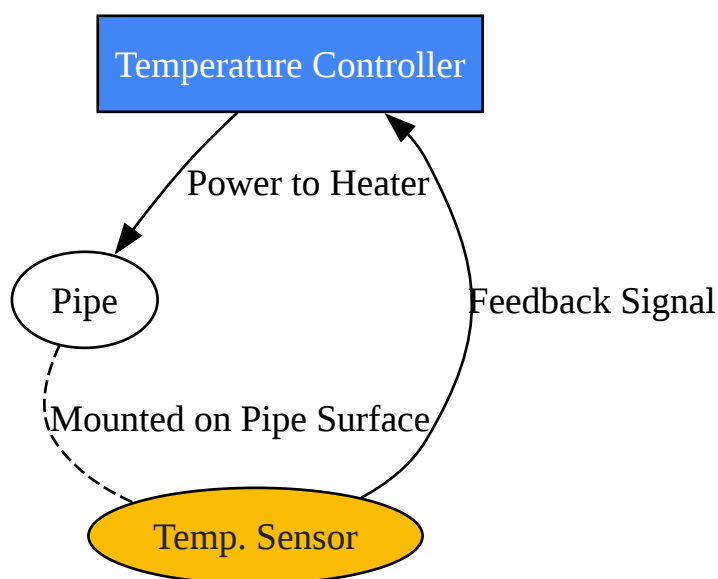 Temperature Controller
Power to Heater
Pipe
Feedback Signal
Mounted on Pipe Surface
Temp. Sensor